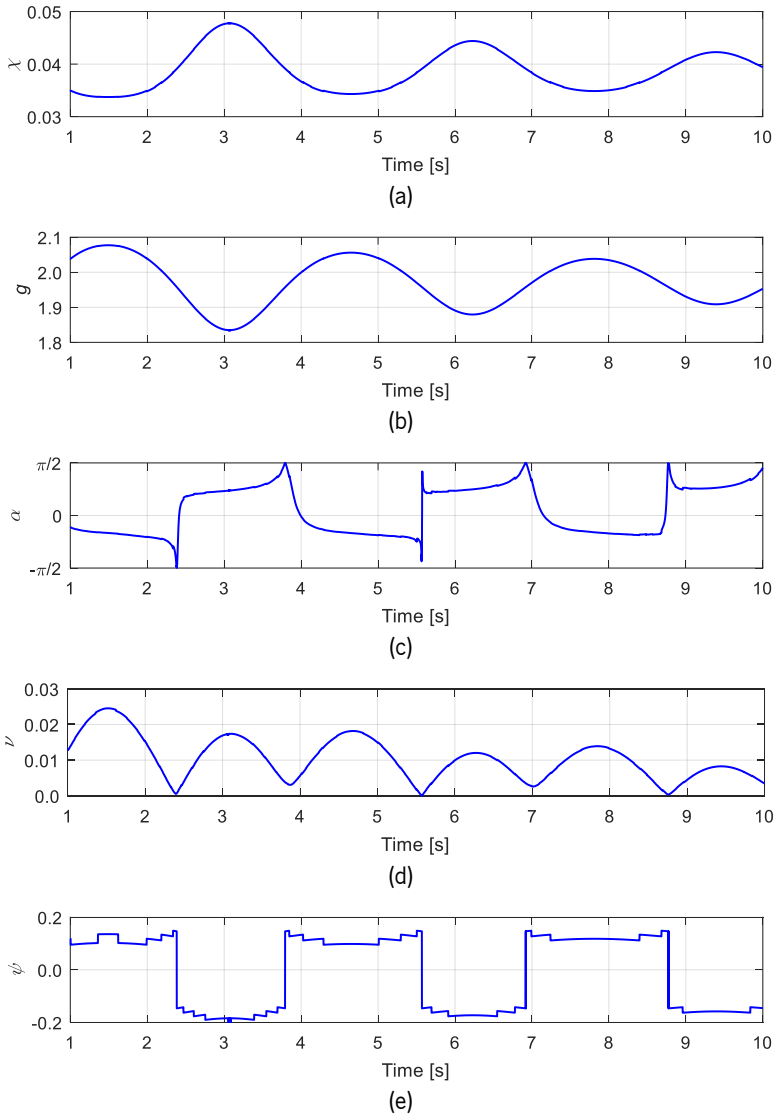 0.05
0.04
0.03
χ
1 2 3 4 5 6 7 8 9 10
Time [s]
(a)
2.1
2.0
1.9
1.8
g
1 2 3 4 5 6 7 8 9 10
Time [s]
(b)
π/2
0
-π/2
α
1 2 3 4 5 6 7 8 9 10
Time [s]
(c)
0.03
0.02
0.01
0.0
ν
1 2 3 4 5 6 7 8 9 10
Time [s]
(d)
0.2
0.0
-0.2
ψ
1 2 3 4 5 6 7 8 9 10
Time [s]
(e)